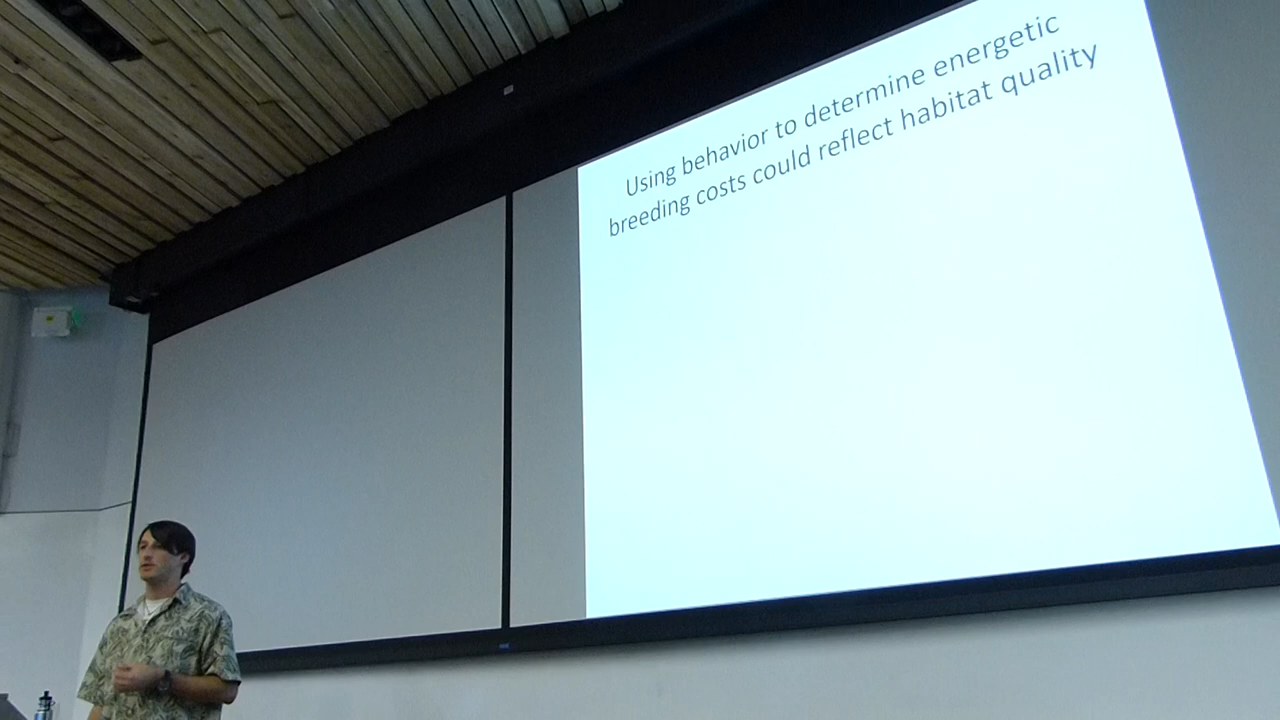 Using behavior to determine energetic
breeding costs could reflect habitat quality